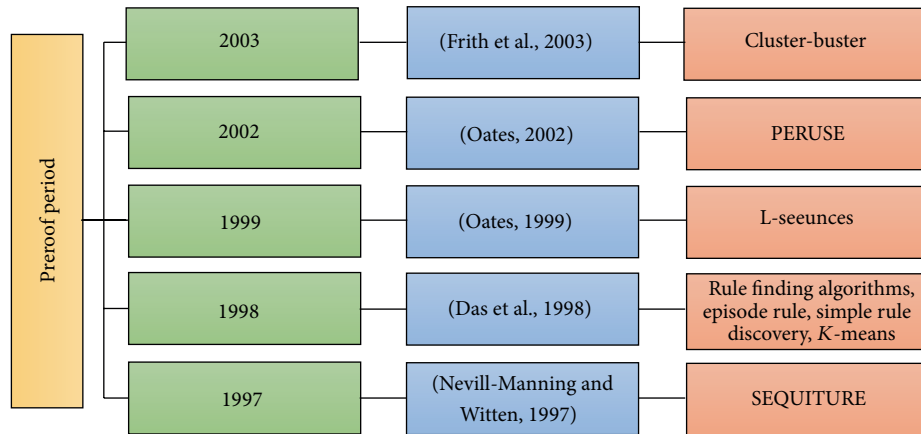 Preroof period
2003
(Frith et al., 2003)
Cluster-buster
2002
(Oates, 2002)
PERUSE
1999
(Oates, 1999)
L-seeunces
1998
(Das et al., 1998)
Rule finding algorithms,
episode rule, simple rule
discovery, K-means
1997
(Nevill-Manning and
Witten, 1997)
SEQUITURE